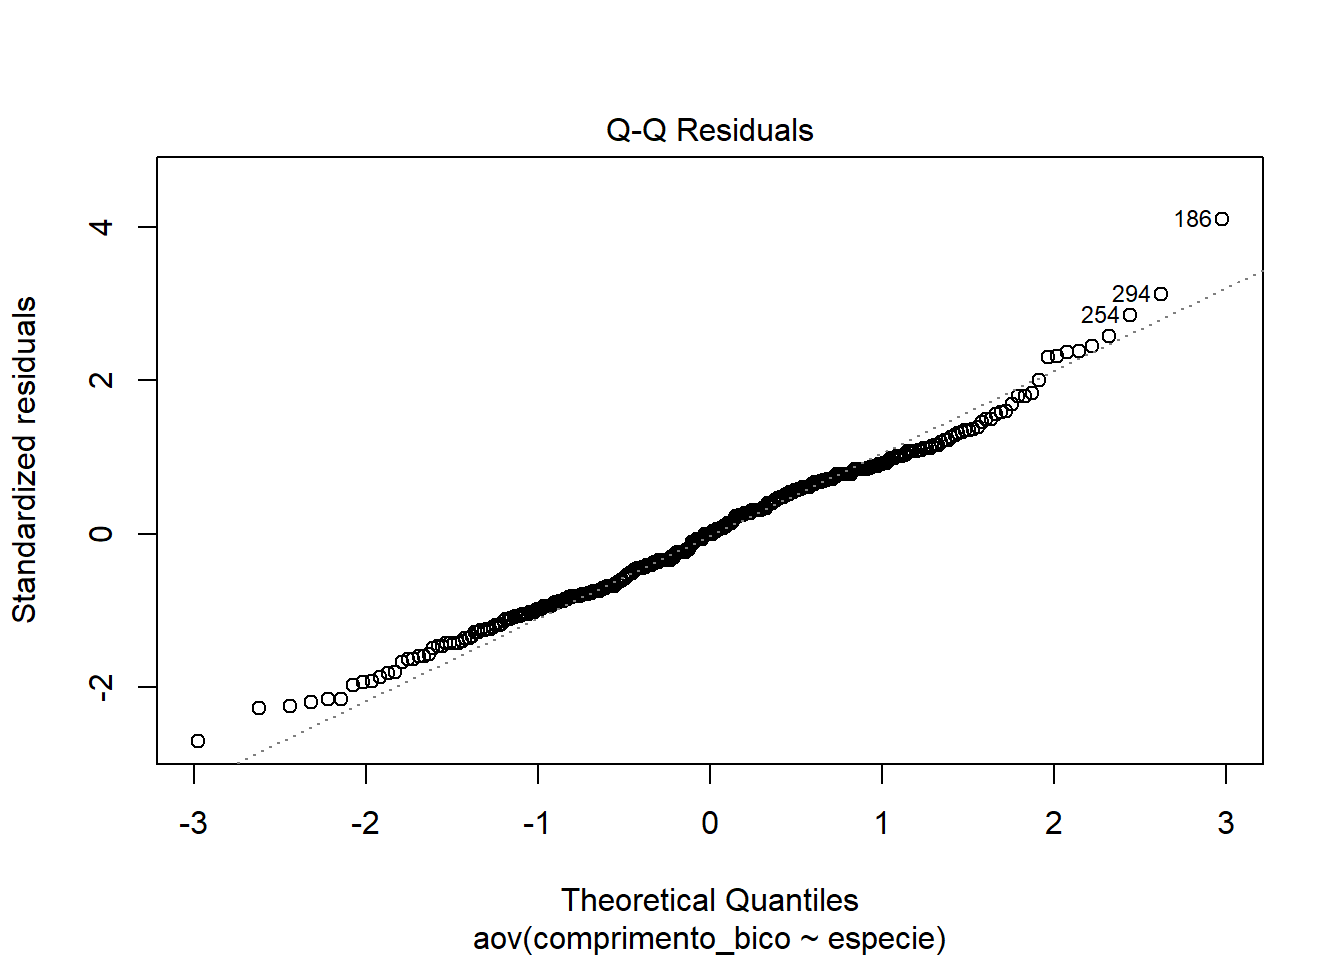 Q-Q Residuals
Standardized residuals
4
2
0
-2
186
294
254
-3 -2 -1 0 1 2 3
Theoretical Quantiles
aov(comprimento_bico ~ especie)